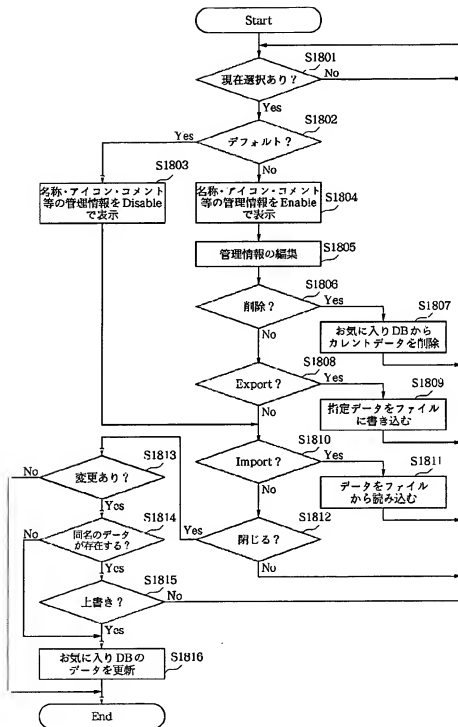 Start
S1801
現在選択あり？
No
Yes
S1802
Yes
デフォルト？
S1803
No
名称・アイコン・コメント
等の管理情報をDisable
で表示
名称・アイコン・コメント
等の管理情報をEnable
で表示
S1804
S1805
管理情報の編集
S1806
削除？
Yes
S1807
No
お気に入りDBから
カレントデータを削除
S1808
Export？
Yes
S1809
No
指定データをファイル
に書き込む
S1810
S1813
No
変更あり？
Import？
Yes
S1811
データをファイル
から読み込む
Yes
S1814
No
No
同名のデータ
が存在する？
S1812
Yes
閉じる？
Yes
S1815
No
上書き？
No
Yes
S1816
お気に入りDBの
データを更新
End